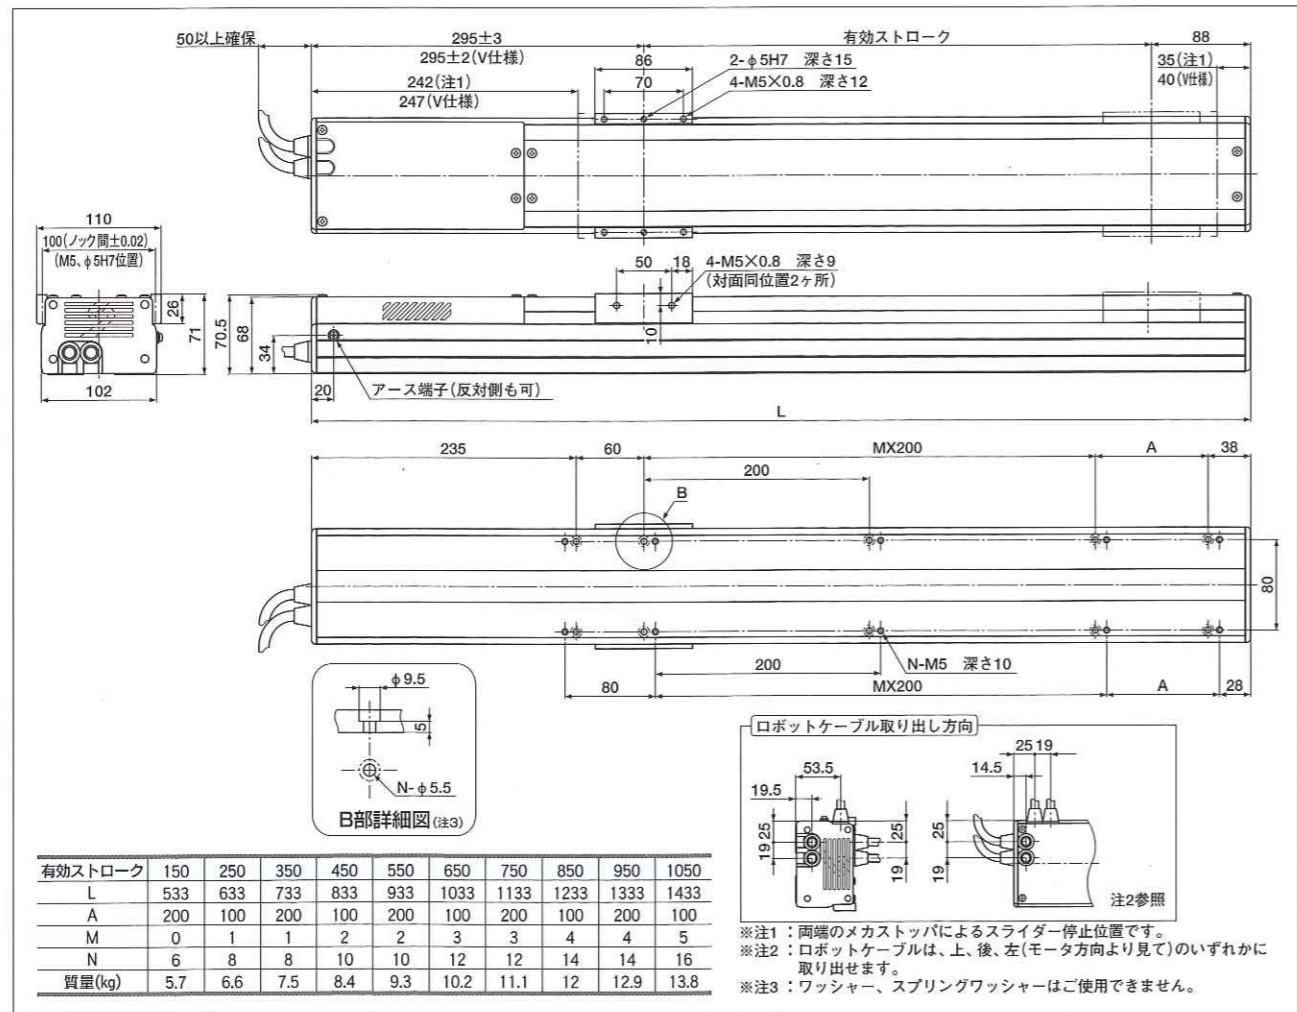 50以上確保
295±3
295±2(V仕様)
有効ストローク
88
242(注1)
247(V仕様)
86
70
2-φ5H7 深さ15
4-M5×0.8 深さ12
35(注1)
40(V仕様)
110
100(ノック間±0.02)
(M5、φ5H7位置)
26
71
102
70.5
68
34
20
アース端子(反対側も可)
50
18
4-M5×0.8 深さ9
(対面同位置2ヶ所)
10
L
235
60
MX200
A
38
200
B
80
N-M5 深さ10
200
80
MX200
A
28
φ9.5
5
N-φ5.5
B部詳細図(注3)
ロボットケーブル取り出し方向
53.5
19.5
25
19
25
19
25
19
14.5
25
19
注2参照
有効ストローク 150 250 350 450 550 650 750 850 950 1050
L 533 633 733 833 933 1033 1133 1233 1333 1433
A 200 100 200 100 200 100 200 100 200 100
M 0 1 1 2 2 3 3 4 4 5
N 6 8 8 10 10 12 12 14 14 16
質量(kg) 5.7 6.6 7.5 8.4 9.3 10.2 11.1 12 12.9 13.8
※注1：両端のメカストッパによるスライダー停止位置です。
※注2：ロボットケーブルは、上、後、左(モータ方向より見て)のいずれかに
取り出せます。
※注3：ワッシャー、スプリングワッシャーはご使用できません。